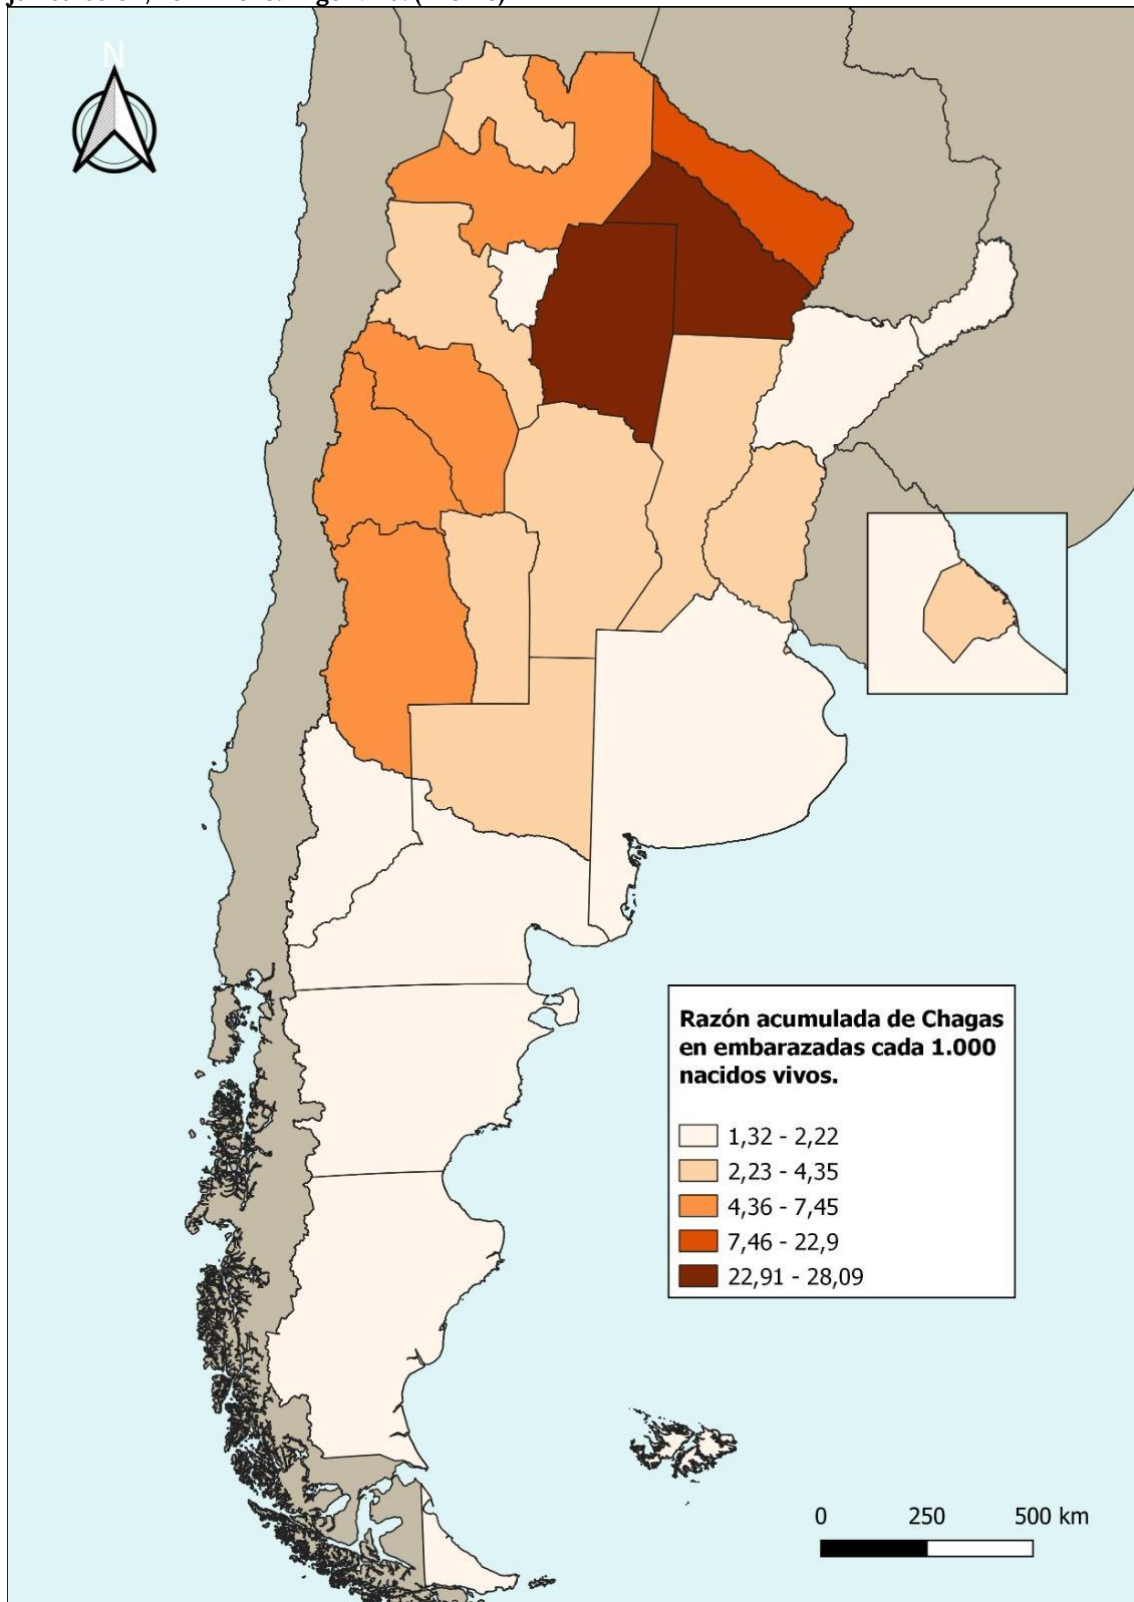 N
Razón acumulada de Chagas
en embarazadas cada 1.000
nacidos vivos.
1,32 - 2,22
2,23 - 4,35
4,36 - 7,45
7,46 - 22,9
22,91 - 28,09
0 250 500 km